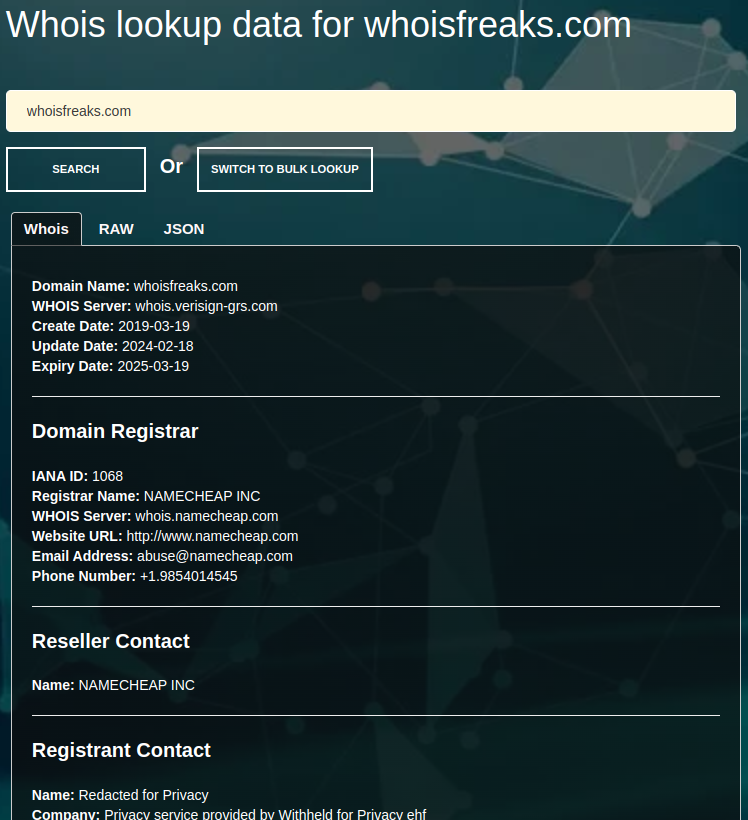 Whois lookup data for whoisfreaks.com
whoisfreaks.com
SEARCH Or SWITCH TO BULK LOOKUP
Whois RAW JSON
Domain Name: whoisfreaks.com
WHOIS Server: whois.verisign-grs.com
Create Date: 2019-03-19
Update Date: 2024-02-18
Expiry Date: 2025-03-19
Domain Registrar
IANA ID: 1068
Registrar Name: NAMECHEAP INC
WHOIS Server: whois.namecheap.com
Website URL: http://www.namecheap.com
Email Address: abuse@namecheap.com
Phone Number: +1.9854014545
Reseller Contact
Name: NAMECHEAP INC
Registrant Contact
Name: Redacted for Privacy
Company: Privacy service provided by Withheld for Privacy ehf